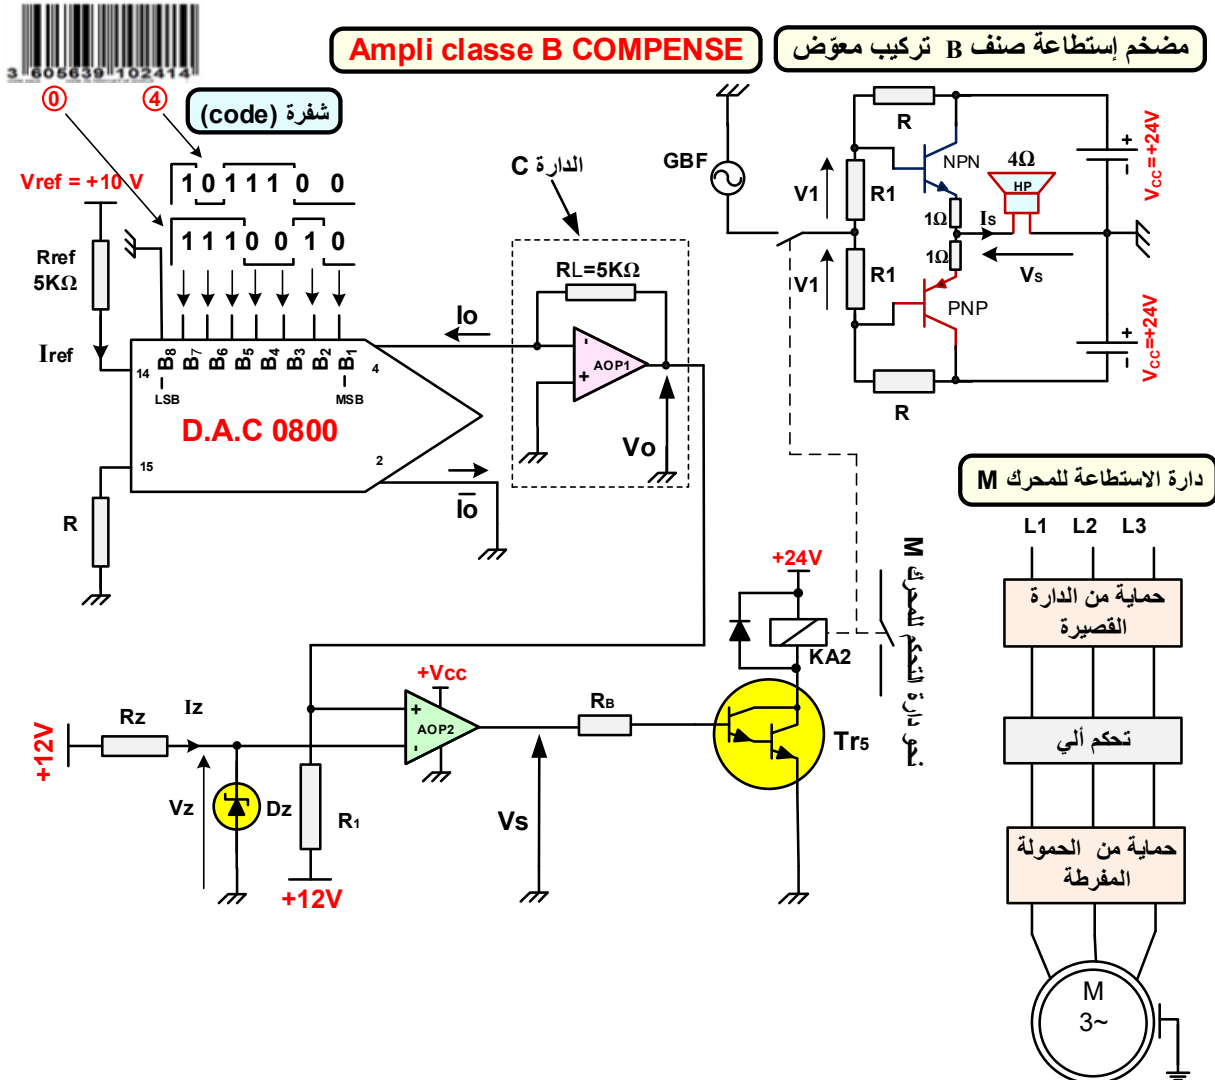 3 605639 102414
Ampli classe B COMPENSE
مضخم إستطاعة صنف B تركيب معوّض
0 4
شفرة (code)
Vref = +10 V
1 0 1 1 1 0 0
1 1 1 0 0 1 0
Rref
5KΩ
Iref
14
B8 B7 B6 B5 B4 B3 B2 B1
LSB
MSB
4
D.A.C 0800
15
2
R
Io
Io
الدارة C
RL=5KΩ
-
+
AOP1
Vo
GBF
V1
V1
R
R1
R1
R
NPN
PNP
1Ω
1Ω
4Ω
HP
Is
Vs
+
-
VCC=+24V
+
-
VCC=+24V
دارة الاستطاعة للمحرك M
L1 L2 L3
حماية من الدارة
القصيرة
تحكم ألي
حماية من الحمولة
المفرطة
M
3~
+24V
KA2
نحو دارة التحكم للمحرك M
Tr5
+12V
Rz
Iz
Vz
Dz
R1
+12V
+Vcc
+
-
AOP2
RB
Vs